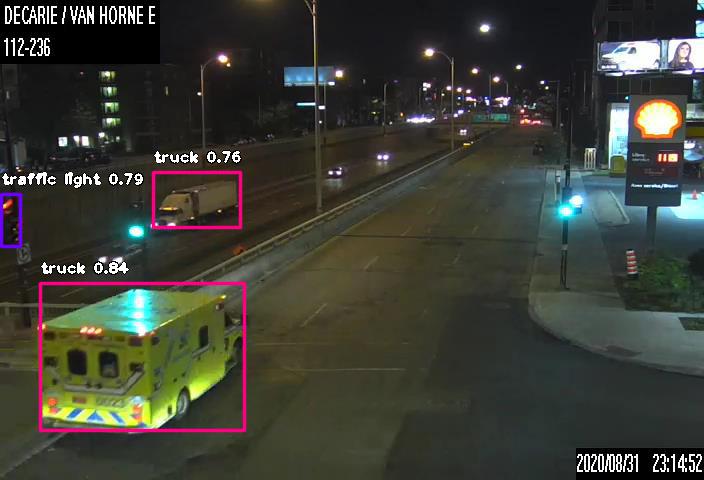 DECARIE / VAN HORNE E
112-236
truck 0.76
traffic light 0.79
truck 0.84
2020/08/31 23:14:52